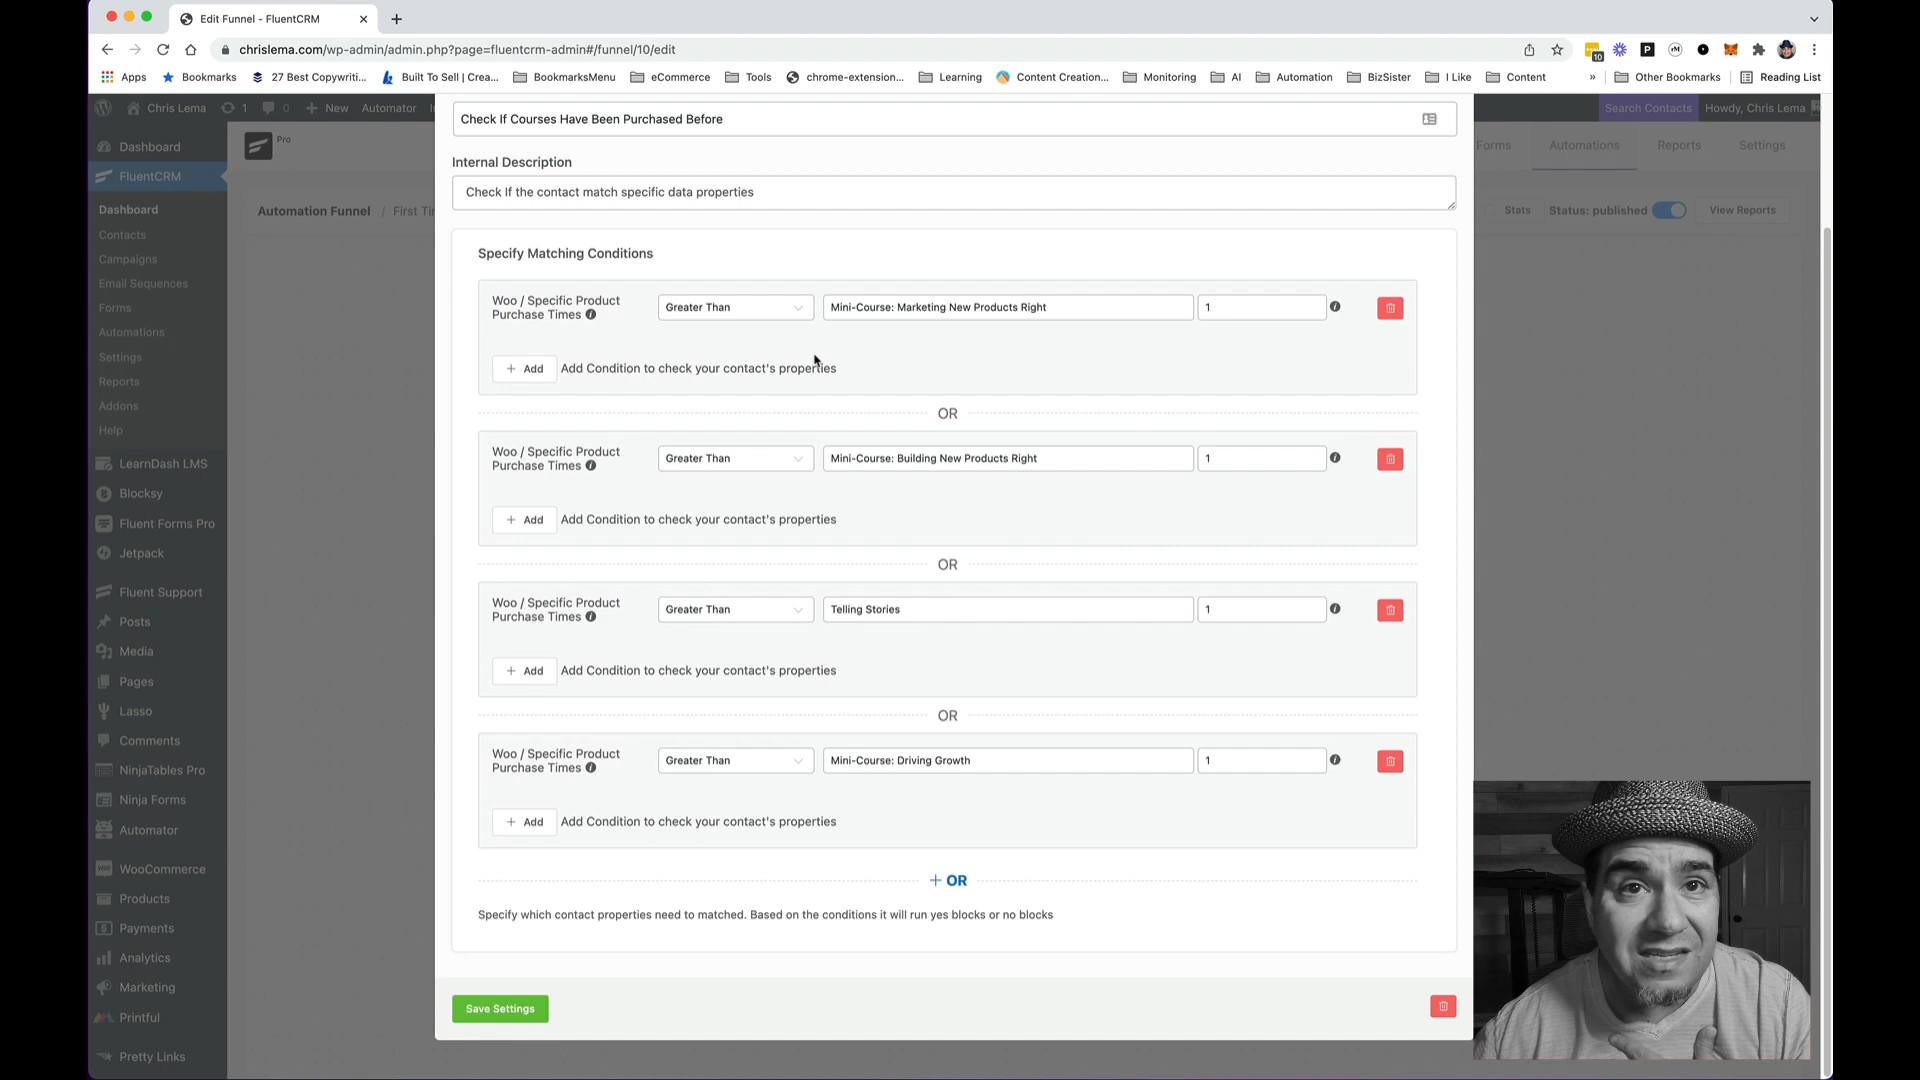 Edit Funnel - FluentCRM
chrislema.com/wp-admin/admin.php?page=fluentcrm-admin#/funnel/10/edit
10
Apps
Bookmarks
27 Best Copywriti...
Built To Sell | Crea...
BookmarksMenu
eCommerce
Tools
chrome-extension...
Learning
Content Creation...
Monitoring
AI
Automation
BizSister
I Like
Content
»
Other Bookmarks
Reading List
Chris Lema
1
0
New
Automator
Search Contacts
Howdy, Chris Lema
Dashboard
FluentCRM
Dashboard
Contacts
Campaigns
Email Sequences
Forms
Automations
Settings
Reports
Addons
Help
LearnDash LMS
Blocksy
Fluent Forms Pro
Jetpack
Fluent Support
Posts
Media
Pages
Lasso
Comments
NinjaTables Pro
Ninja Forms
Automator
WooCommerce
Products
Payments
Analytics
Marketing
Printful
Pretty Links
Pro
Forms
Automations
Reports
Settings
Automation Funnel / First Ti
Stats
Status: published
View Reports
Check If Courses Have Been Purchased Before
Internal Description
Check If the contact match specific data properties
Specify Matching Conditions
Woo / Specific Product
Purchase Times
Greater Than
Mini-Course: Marketing New Products Right
1
+ Add
Add Condition to check your contact's properties
OR
Woo / Specific Product
Purchase Times
Greater Than
Mini-Course: Building New Products Right
1
+ Add
Add Condition to check your contact's properties
OR
Woo / Specific Product
Purchase Times
Greater Than
Telling Stories
1
+ Add
Add Condition to check your contact's properties
OR
Woo / Specific Product
Purchase Times
Greater Than
Mini-Course: Driving Growth
1
+ Add
Add Condition to check your contact's properties
+ OR
Specify which contact properties need to matched. Based on the conditions it will run yes blocks or no blocks
Save Settings